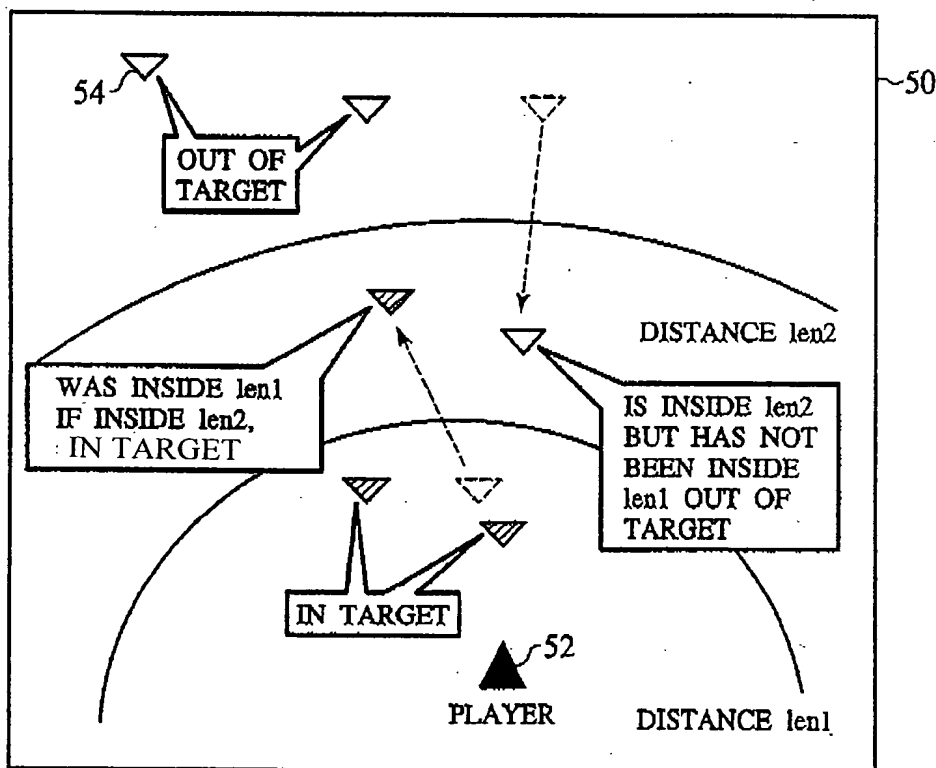 54
50
OUT OF
TARGET
DISTANCE len2
WAS INSIDE len1
IF INSIDE len2,
IN TARGET
IS INSIDE len2
BUT HAS NOT
BEEN INSIDE
len1 OUT OF
TARGET
IN TARGET
52
PLAYER
DISTANCE len1